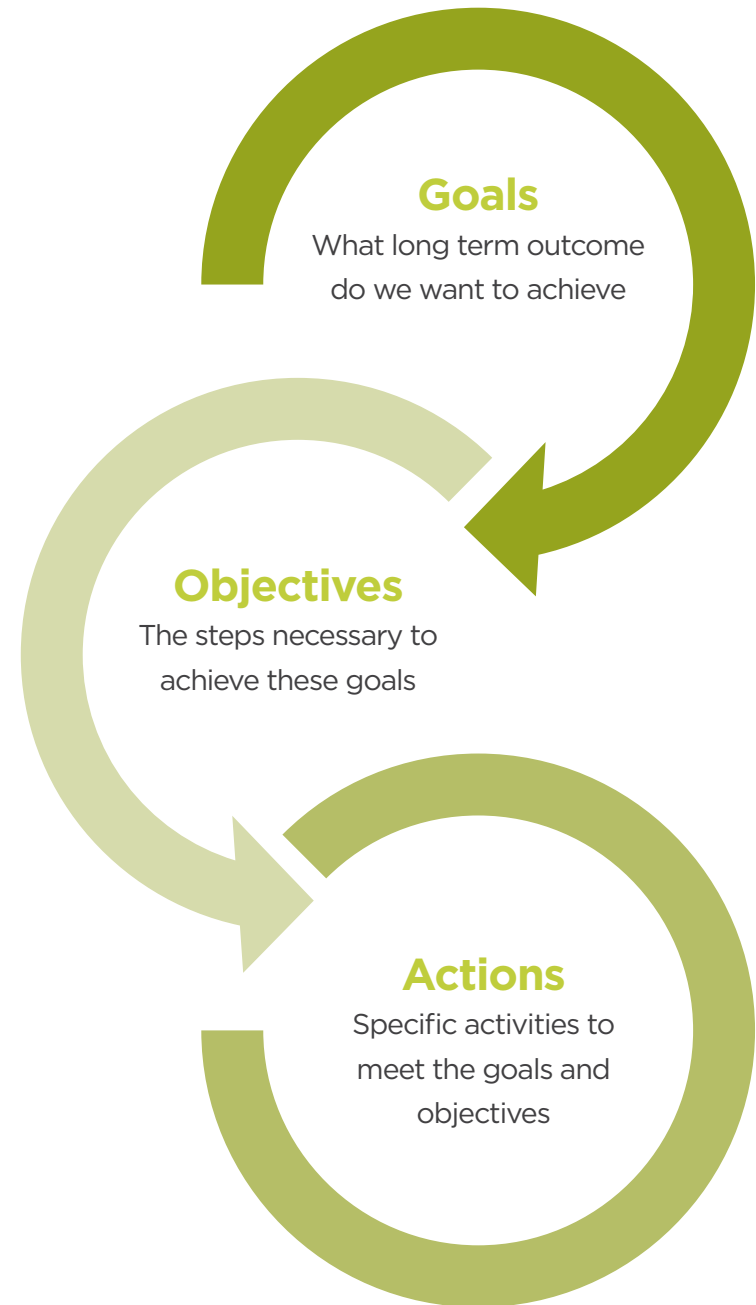 Goals
What long term outcome
do we want to achieve
Objectives
The steps necessary to
achieve these goals
Actions
Specific activities to
meet the goals and
objectives